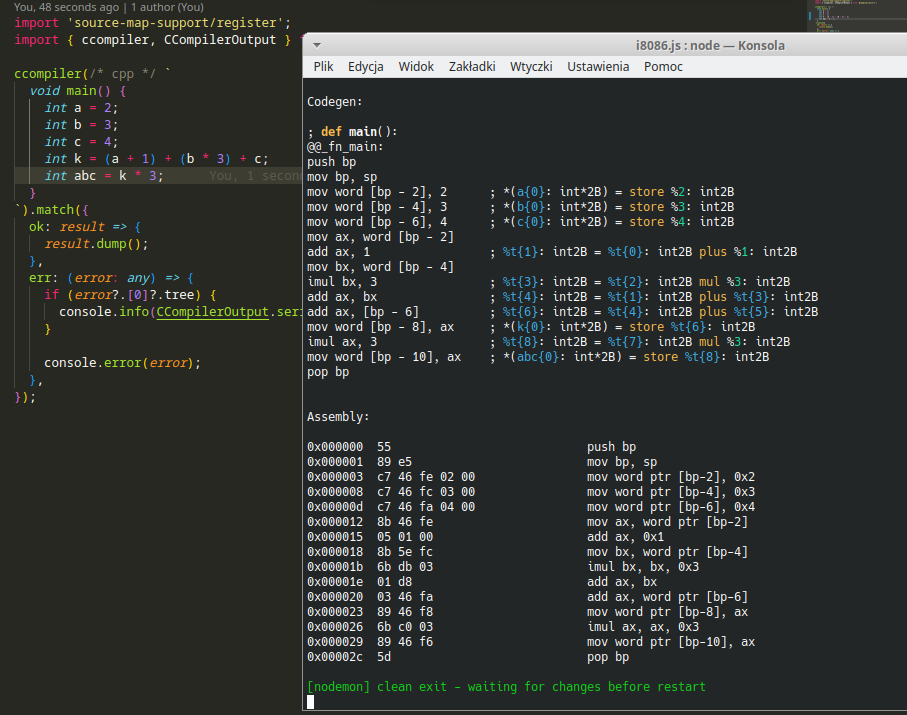 You, 48 seconds ago | 1 author (You)
import 'source-map-support/register';
import { ccompiler, CCompilerOutput }
ccompiler(/* cpp */ `
void main() {
int a = 2;
int b = 3;
int c = 4;
int k = (a + 1) + (b * 3) + c;
int abc = k * 3; You, 1
}
`).match({
ok: result => {
result.dump();
},
err: (error: any) => {
if (error?.[0]?.tree) {
console.info(CCompilerOutput.seri
}
console.error(error);
},
});
i8086.js : node — Konsola
Plik Edycja Widok Zakładki Wtyczki Ustawienia Pomoc
Codegen:
; def main():
@@_fn_main:
push bp
mov bp, sp
mov word [bp - 2], 2 ; *(a{0}: int*2B) = store %2: int2B
mov word [bp - 4], 3 ; *(b{0}: int*2B) = store %3: int2B
mov word [bp - 6], 4 ; *(c{0}: int*2B) = store %4: int2B
mov ax, word [bp - 2]
add ax, 1 ; %t{1}: int2B = %t{0}: int2B plus %1: int2B
mov bx, word [bp - 4]
imul bx, 3 ; %t{3}: int2B = %t{2}: int2B mul %3: int2B
add ax, bx ; %t{4}: int2B = %t{1}: int2B plus %t{3}: int2B
add ax, [bp - 6] ; %t{6}: int2B = %t{4}: int2B plus %t{5}: int2B
mov word [bp - 8], ax ; *(k{0}: int*2B) = store %t{6}: int2B
imul ax, 3 ; %t{8}: int2B = %t{7}: int2B mul %3: int2B
mov word [bp - 10], ax ; *(abc{0}: int*2B) = store %t{8}: int2B
pop bp
Assembly:
0x000000 55 push bp
0x000001 89 e5 mov bp, sp
0x000003 c7 46 fe 02 00 mov word ptr [bp-2], 0x2
0x000008 c7 46 fc 03 00 mov word ptr [bp-4], 0x3
0x00000d c7 46 fa 04 00 mov word ptr [bp-6], 0x4
0x000012 8b 46 fe mov ax, word ptr [bp-2]
0x000015 05 01 00 add ax, 0x1
0x000018 8b 5e fc mov bx, word ptr [bp-4]
0x00001b 6b db 03 imul bx, bx, 0x3
0x00001e 01 d8 add ax, bx
0x000020 03 46 fa add ax, word ptr [bp-6]
0x000023 89 46 f8 mov word ptr [bp-8], ax
0x000026 6b c0 03 imul ax, ax, 0x3
0x000029 89 46 f6 mov word ptr [bp-10], ax
0x00002c 5d pop bp
[nodemon] clean exit - waiting for changes before restart